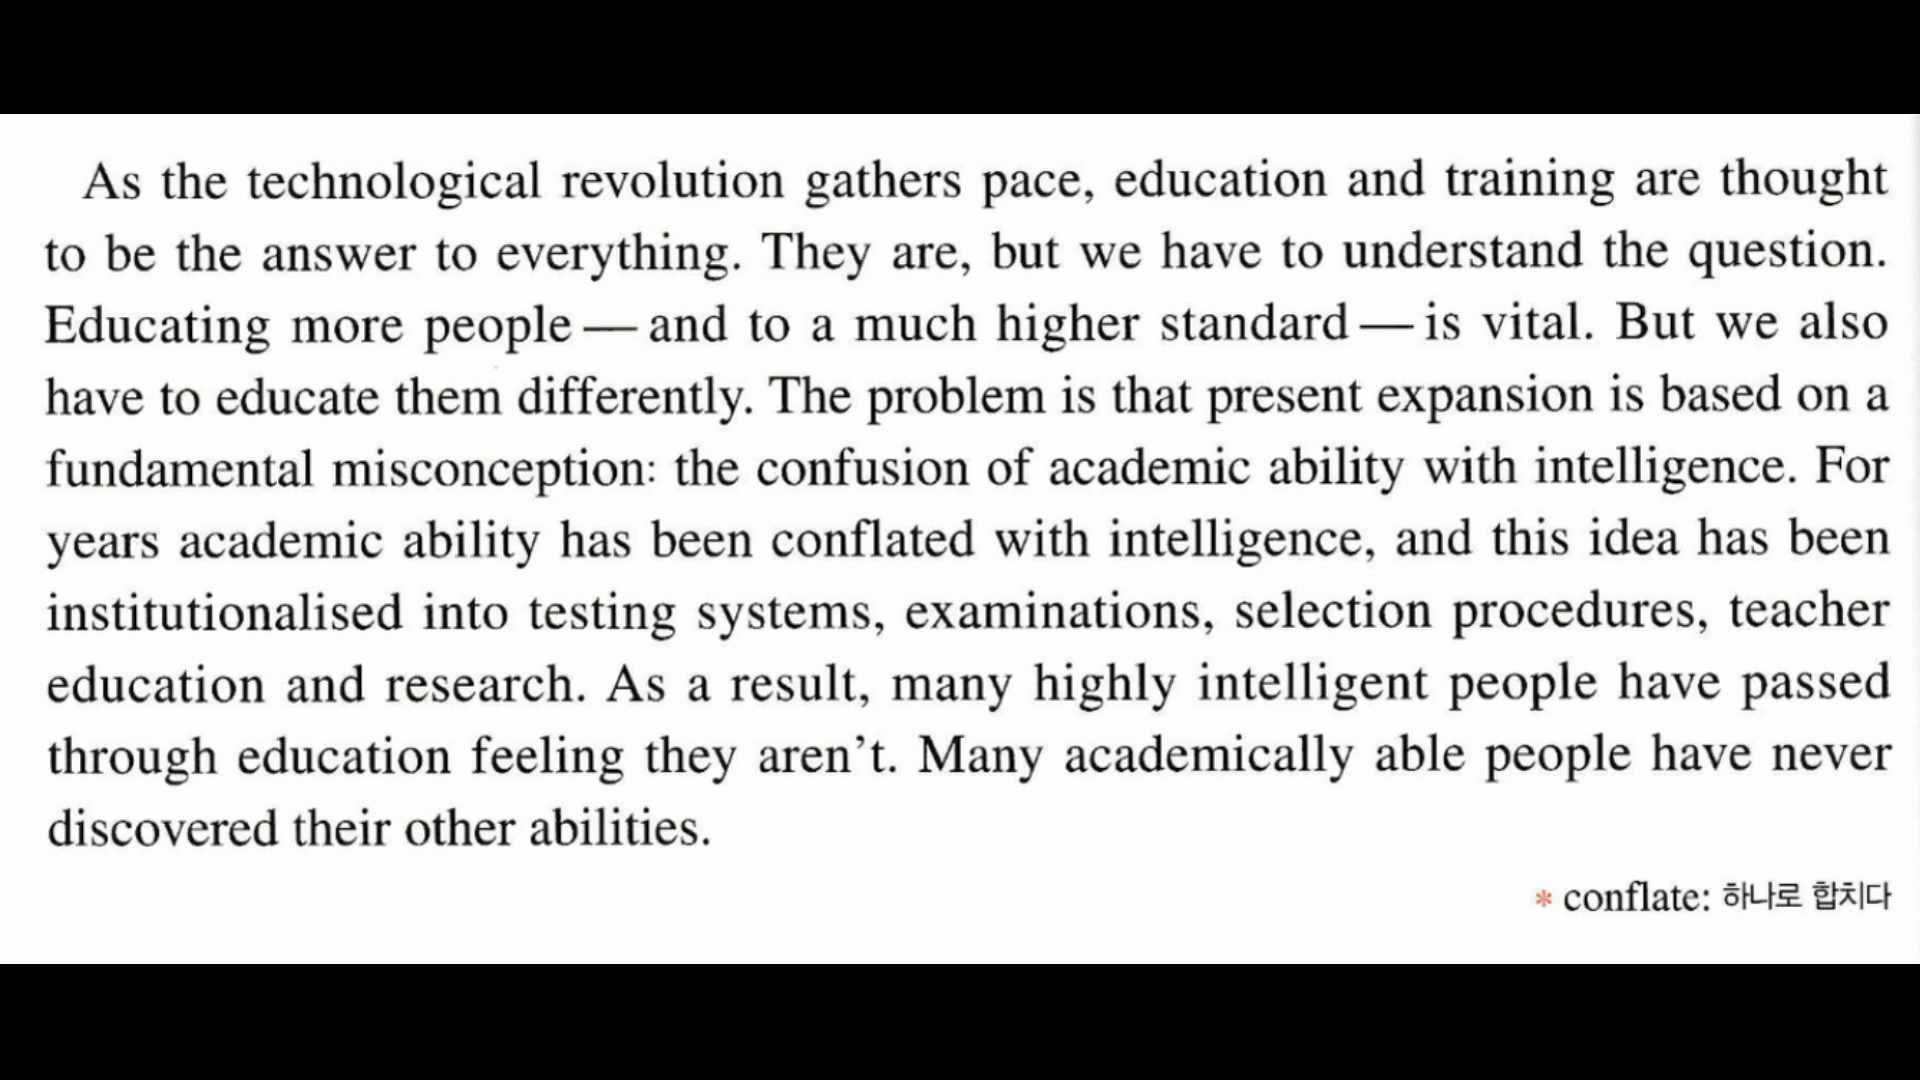 As the technological revolution gathers pace, education and training are thought
to be the answer to everything. They are, but we have to understand the question.
Educating more people — and to a much higher standard — is vital. But we also
have to educate them differently. The problem is that present expansion is based on a
fundamental misconception: the confusion of academic ability with intelligence. For
years academic ability has been conflated with intelligence, and this idea has been
institutionalised into testing systems, examinations, selection procedures, teacher
education and research. As a result, many highly intelligent people have passed
through education feeling they aren't. Many academically able people have never
discovered their other abilities.
* conflate: 하나로 합치다